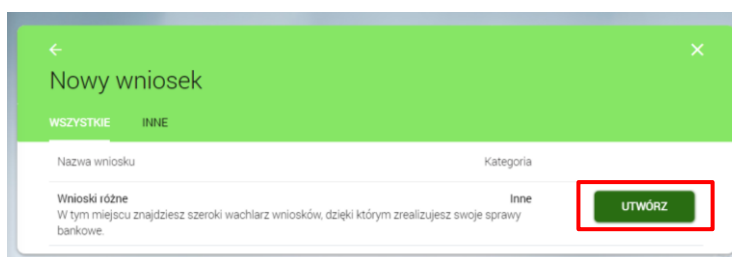 Nowy wniosek
WSZYSTKIE INNE
Nazwa wniosku Kategoria
Wnioski różne Inne
W tym miejscu znajdziesz szeroki wachlarz wniosków, dzięki którym zrealizujesz swoje sprawy
bankowe.
UTWÓRZ